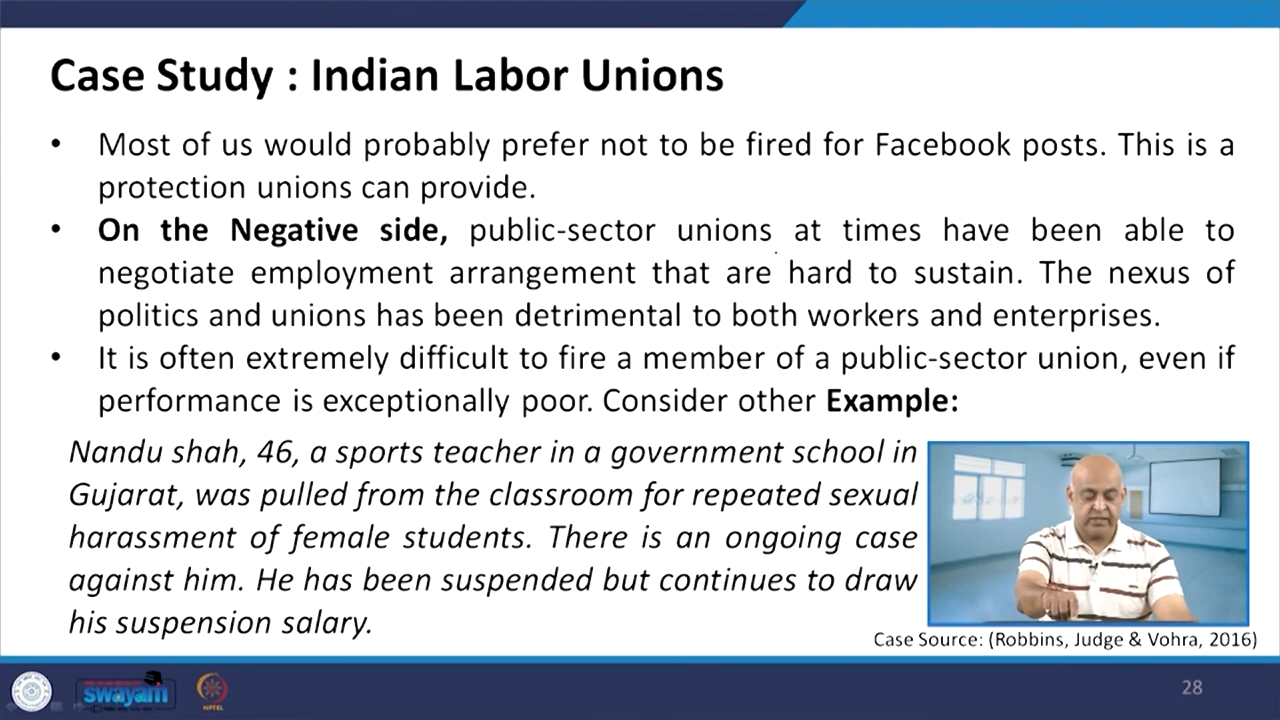 Case Study : Indian Labor Unions
• Most of us would probably prefer not to be fired for Facebook posts. This is a
protection unions can provide.
• On the Negative side, public-sector unions at times have been able to
negotiate employment arrangement that are hard to sustain. The nexus of
politics and unions has been detrimental to both workers and enterprises.
• It is often extremely difficult to fire a member of a public-sector union, even if
performance is exceptionally poor. Consider other Example:
Nandu shah, 46, a sports teacher in a government school in
Gujarat, was pulled from the classroom for repeated sexual
harassment of female students. There is an ongoing case
against him. He has been suspended but continues to draw
his suspension salary.
Case Source: (Robbins, Judge & Vohra, 2016)
swayam
NPTEL
28